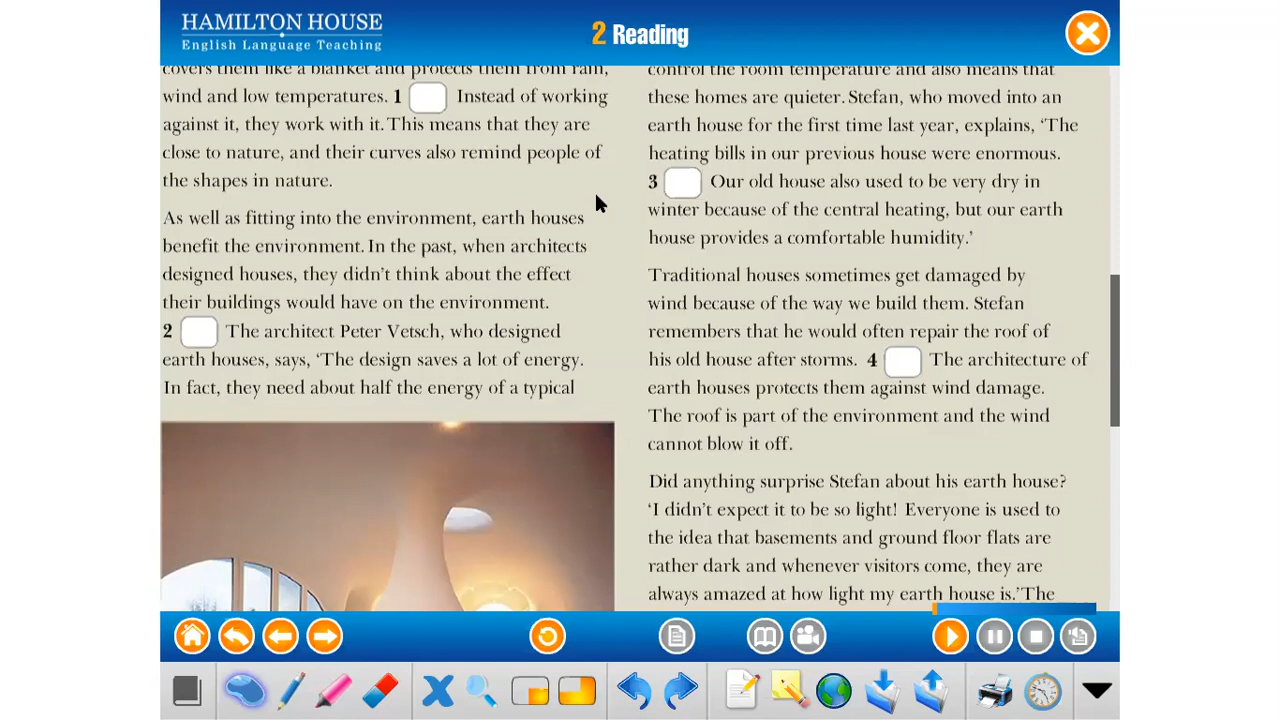 HAMILTON HOUSE
English Language Teaching
2 Reading
covers them like a blanket and protects them from rain,
wind and low temperatures. 1 Instead of working
against it, they work with it. This means that they are
close to nature, and their curves also remind people of
the shapes in nature.
As well as fitting into the environment, earth houses
benefit the environment. In the past, when architects
designed houses, they didn't think about the effect
their buildings would have on the environment.
2 The architect Peter Vetsch, who designed
earth houses, says, ‘The design saves a lot of energy.
In fact, they need about half the energy of a typical
control the room temperature and also means that
these homes are quieter. Stefan, who moved into an
earth house for the first time last year, explains, ‘The
heating bills in our previous house were enormous.
3 Our old house also used to be very dry in
winter because of the central heating, but our earth
house provides a comfortable humidity.’
Traditional houses sometimes get damaged by
wind because of the way we build them. Stefan
remembers that he would often repair the roof of
his old house after storms. 4 The architecture of
earth houses protects them against wind damage.
The roof is part of the environment and the wind
cannot blow it off.
Did anything surprise Stefan about his earth house?
‘I didn't expect it to be so light! Everyone is used to
the idea that basements and ground floor flats are
rather dark and whenever visitors come, they are
always amazed at how light my earth house is.’ The